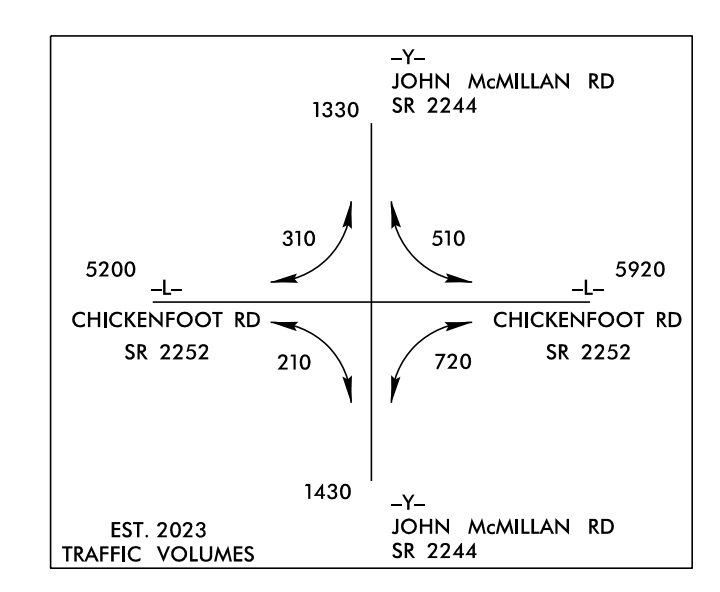 –Y–
JOHN McMILLAN RD
SR 2244
1330
310
510
5200
–L–
CHICKENFOOT RD
SR 2252
5920
–L–
CHICKENFOOT RD
SR 2252
210
720
1430
–Y–
JOHN McMILLAN RD
SR 2244
EST. 2023
TRAFFIC VOLUMES